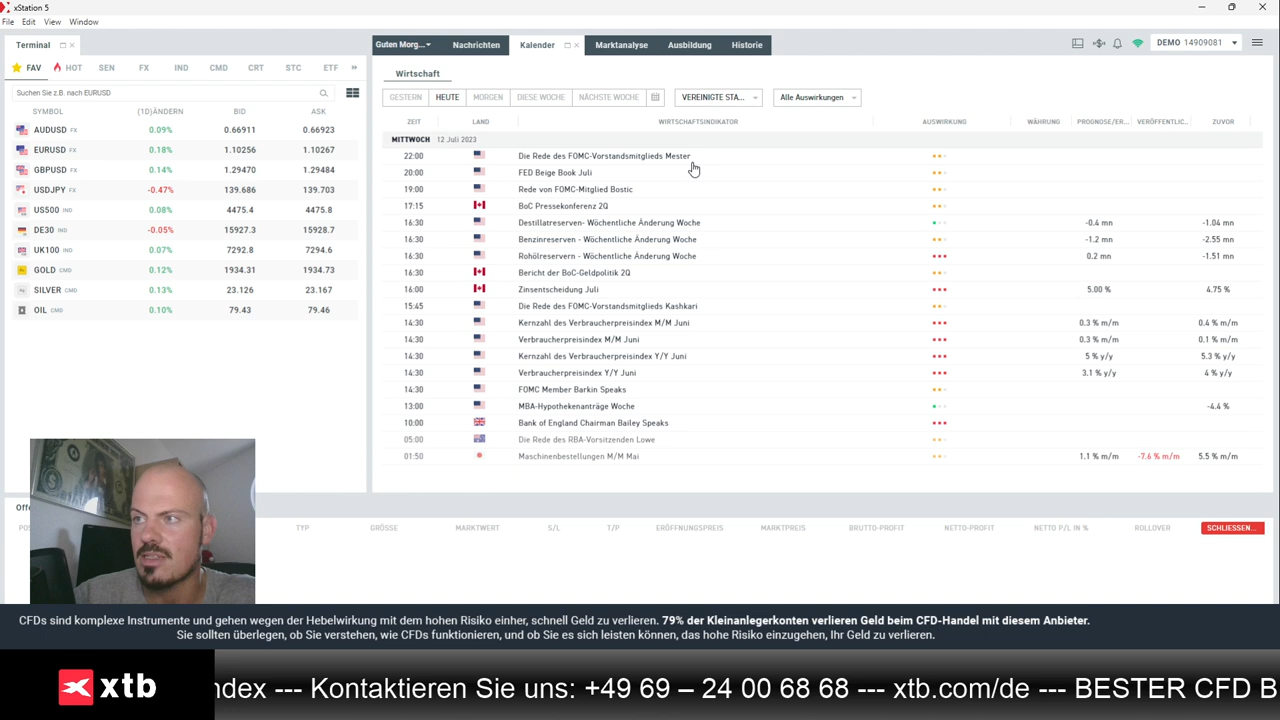 xStation 5
File Edit View Window
Terminal
FAV HOT SEN FX IND CMD CRT STC ETF
Suchen Sie z.B. nach EURUSD
SYMBOL (1D)ÄNDERN BID ASK
AUDUSD FX 0.09% 0.66911 0.66923
EURUSD FX 0.18% 1.10256 1.10267
GBPUSD FX 0.14% 1.29470 1.29484
USDJPY FX -0.47% 139.686 139.703
US500 IND 0.08% 4475.4 4475.8
DE30 IND -0.05% 15927.3 15928.7
UK100 IND 0.07% 7292.8 7294.6
GOLD CMD 0.12% 1934.31 1934.73
SILVER CMD 0.13% 23.126 23.167
OIL CMD 0.10% 79.43 79.46
Guten Morg... Nachrichten Kalender Marktanalyse Ausbildung Historie
DEMO 14909081
Wirtschaft
GESTERN HEUTE MORGEN DIESE WOCHE NÄCHSTE WOCHE VEREINIGTE STA... Alle Auswirkungen
ZEIT LAND WIRTSCHAFTSINDIKATOR AUSWIRKUNG WÄHRUNG PROGNOSE/ER... VERÖFFENTLIC... ZUVOR
MITTWOCH 12 Juli 2023
22:00 Die Rede des FOMC-Vorstandsmitglieds Mester
20:00 FED Beige Book Juli
19:00 Rede von FOMC-Mitglied Bostic
17:15 BoC Pressekonferenz 2Q
16:30 Destillatreserven- Wöchentliche Änderung Woche -0.4 mn -1.04 mn
16:30 Benzinreserven - Wöchentliche Änderung Woche -1.2 mn -2.55 mn
16:30 Rohölreservern - Wöchentliche Änderung Woche 0.2 mn -1.51 mn
16:30 Bericht der BoC-Geldpolitik 2Q
16:00 Zinsentscheidung Juli 5.00 % 4.75 %
15:45 Die Rede des FOMC-Vorstandsmitglieds Kashkari
14:30 Kernzahl des Verbraucherpreisindex M/M Juni 0.3 % m/m 0.4 % m/m
14:30 Verbraucherpreisindex M/M Juni 0.3 % m/m 0.1 % m/m
14:30 Kernzahl des Verbraucherpreisindex Y/Y Juni 5 % y/y 5.3 % y/y
14:30 Verbraucherpreisindex Y/Y Juni 3.1 % y/y 4 % y/y
14:30 FOMC Member Barkin Speaks
13:00 MBA-Hypothekenanträge Woche -4.4 %
10:00 Bank of England Chairman Bailey Speaks
05:00 Die Rede des RBA-Vorsitzenden Lowe
01:50 Maschinenbestellungen M/M Mai 1.1 % m/m -7.6 % m/m 5.5 % m/m
TYP GRÖSSE MARKTWERT S/L T/P ERÖFFNUNGSPREIS MARKTPREIS BRUTTO-PROFIT NETTO-PROFIT NETTO P/L IN % ROLLOVER SCHLIESSEN...
CFDs sind komplexe Instrumente und gehen wegen der Hebelwirkung mit dem hohen Risiko einher, schnell Geld zu verlieren. 79% der Kleinanlegerkonten verlieren Geld beim CFD-Handel mit diesem Anbieter.
Sie sollten überlegen, ob Sie verstehen, wie CFDs funktionieren, und ob Sie es sich leisten können, das hohe Risiko einzugehen, Ihr Geld zu verlieren.
xtb
ndex --- Kontaktieren Sie uns: +49 69 – 24 00 68 68 --- xtb.com/de --- BESTER CFD B